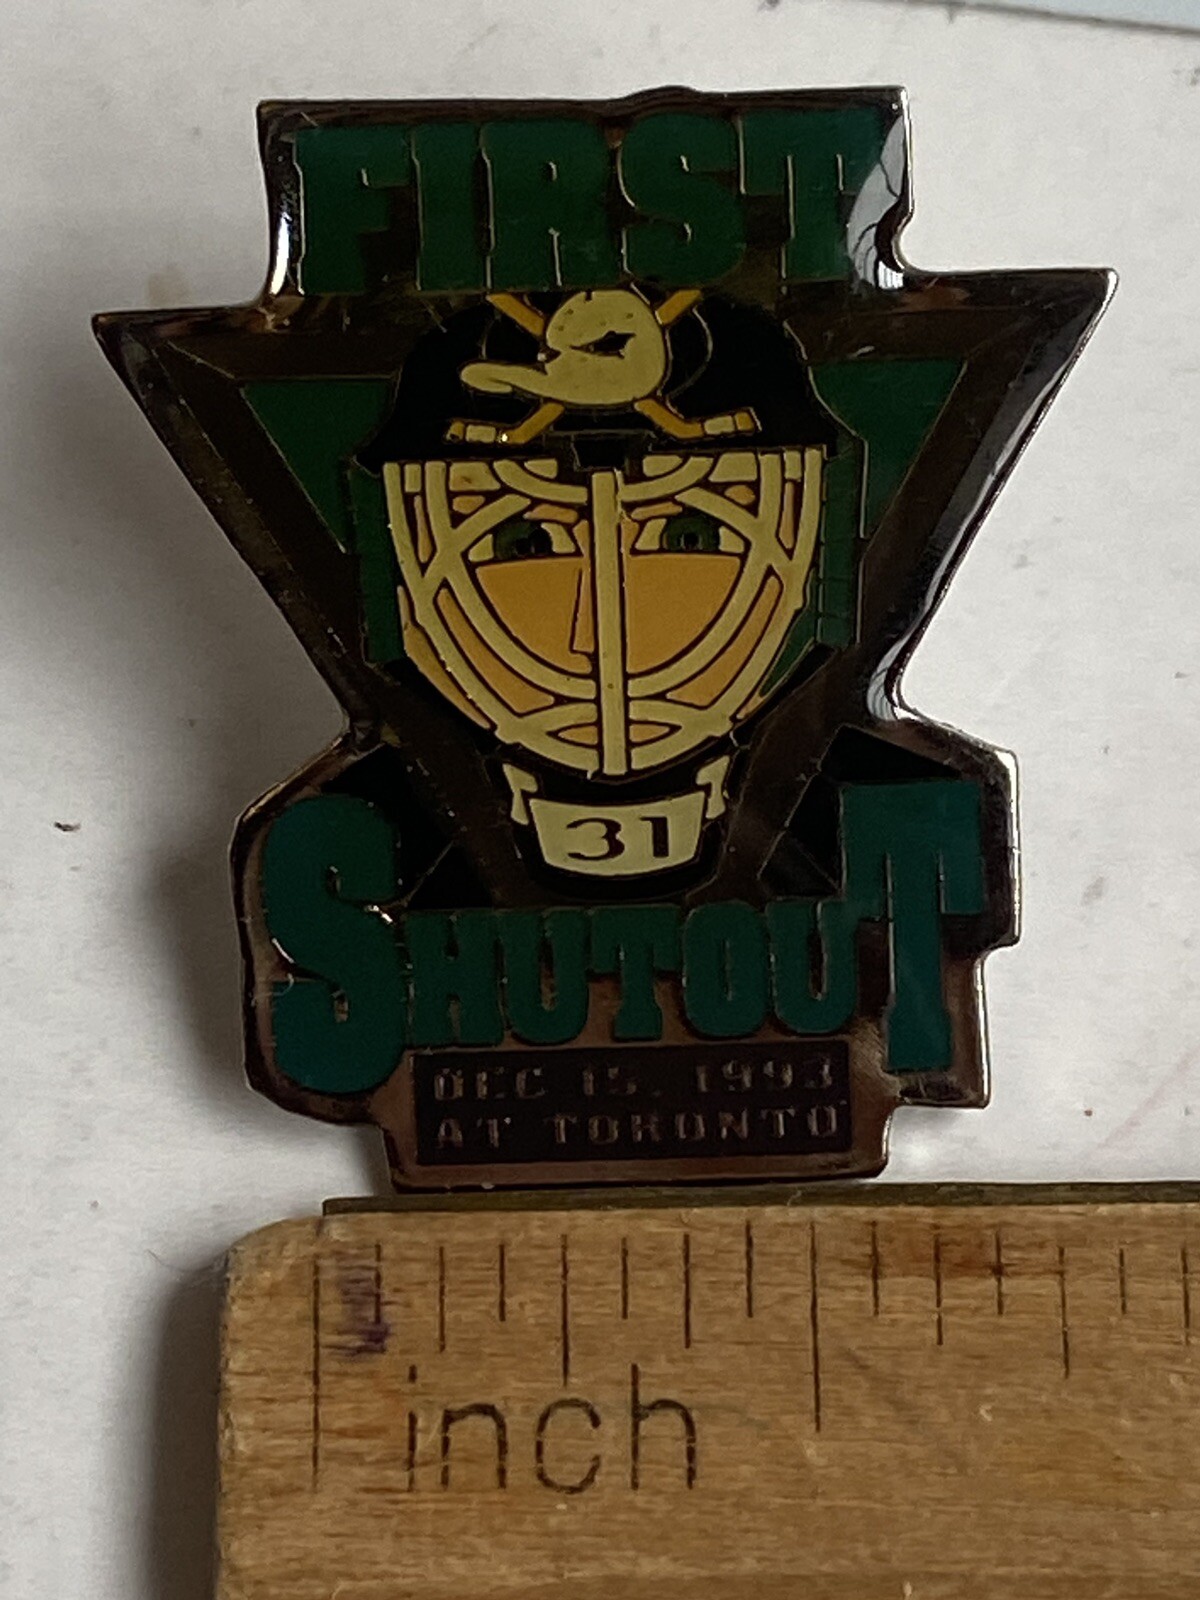 FIRST
31
SHUTOUT
DEC 15, 1993
AT TORONTO
inch